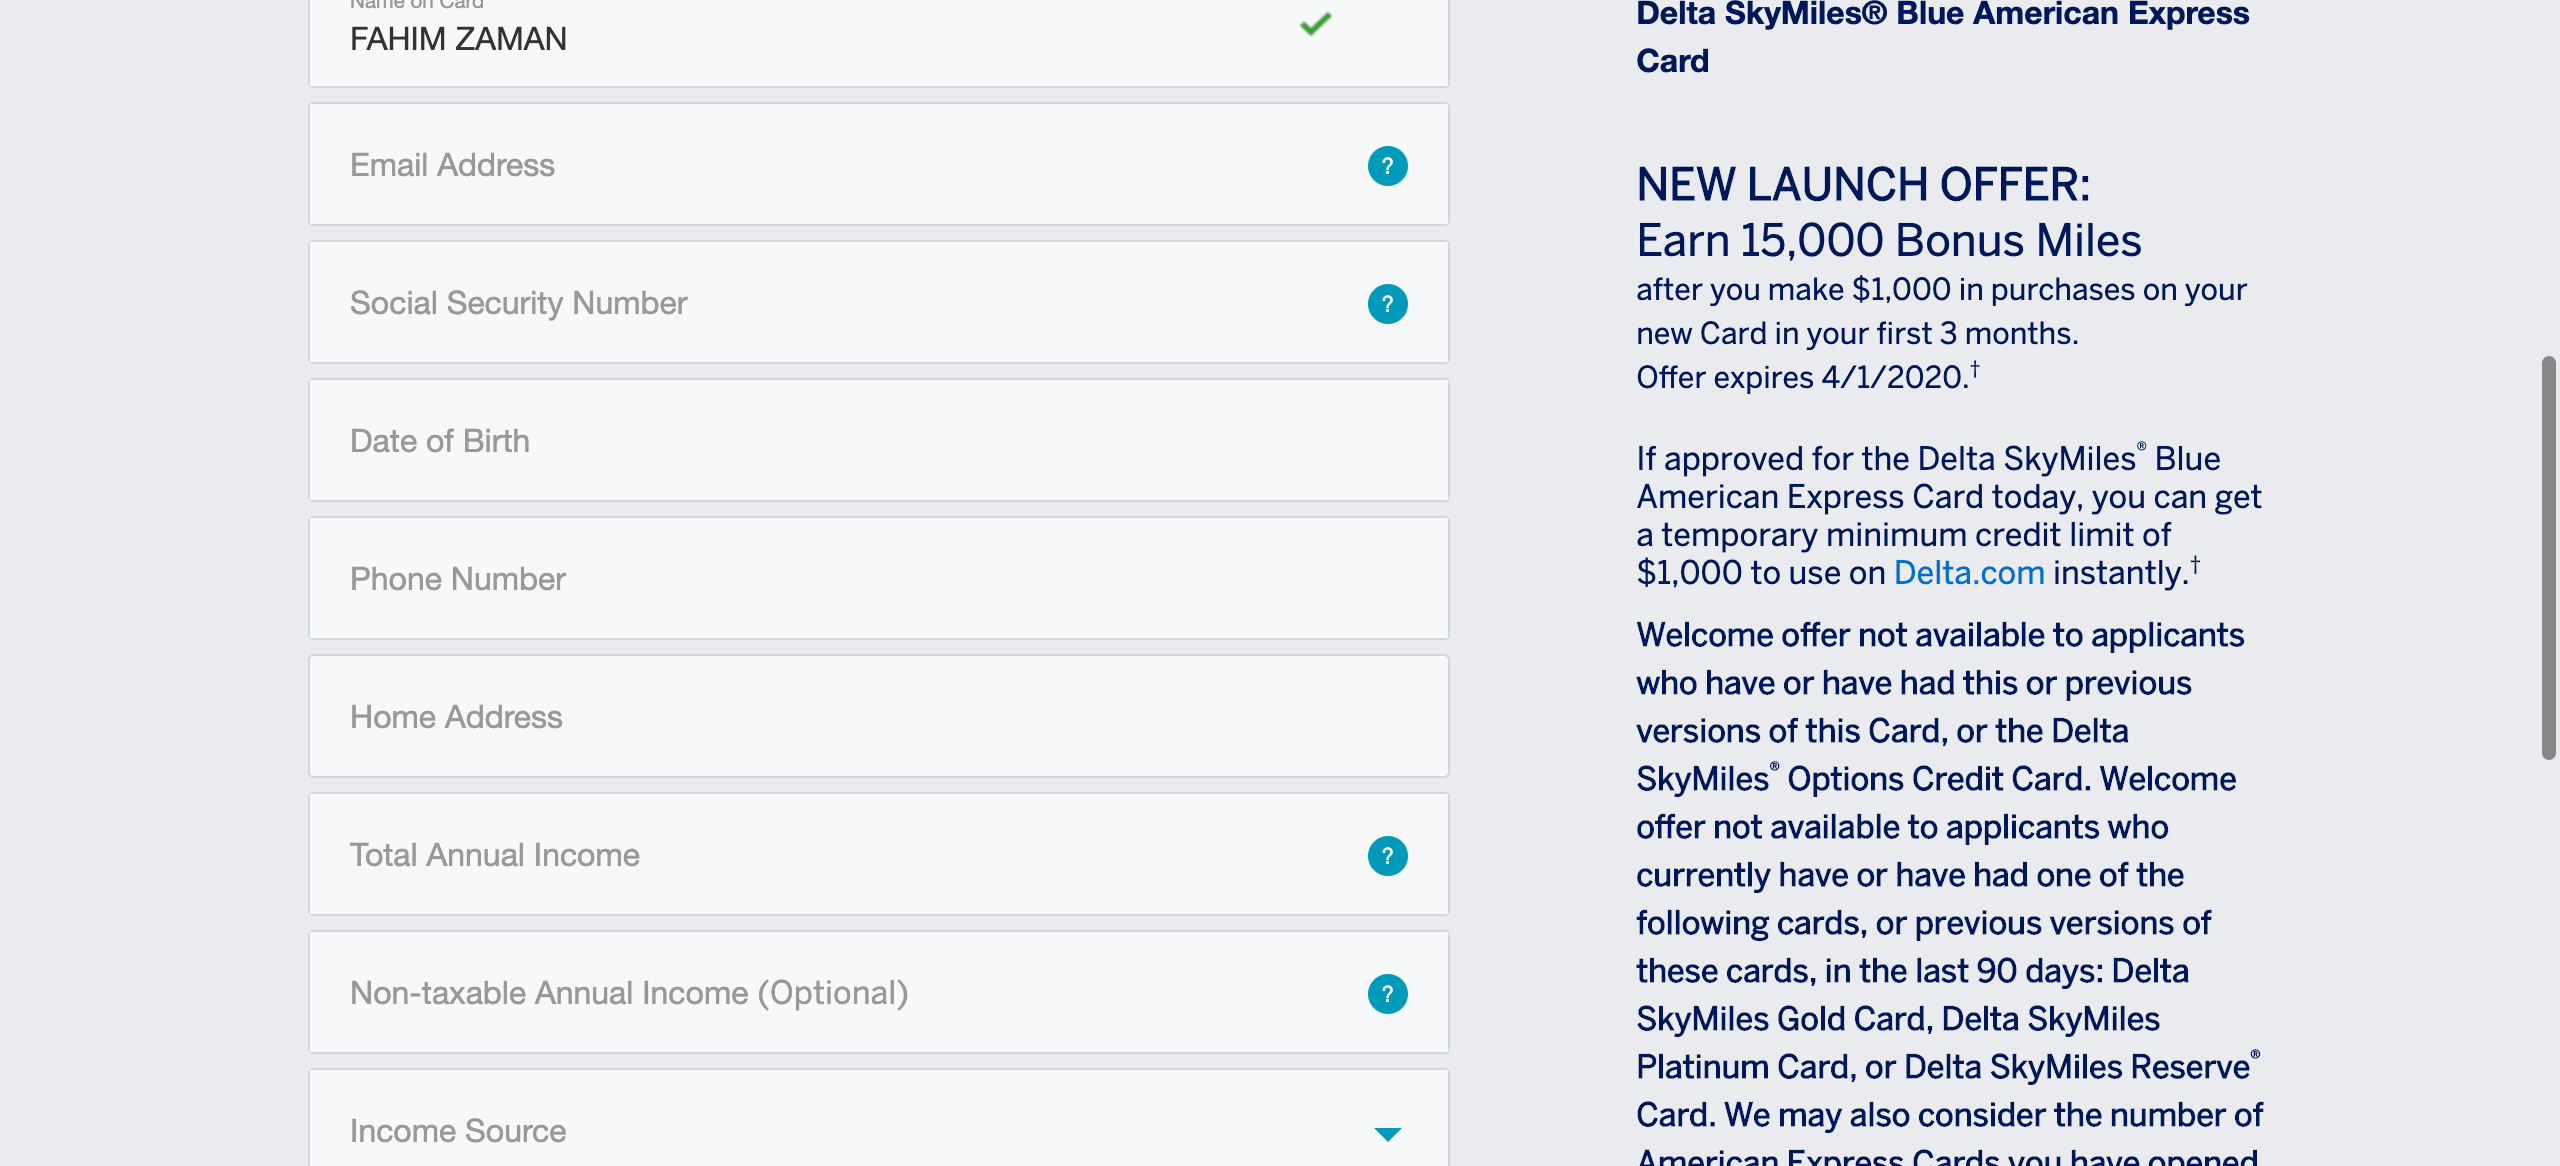 Name on Card
FAHIM ZAMAN
Email Address
?
Social Security Number
?
Date of Birth
Phone Number
Home Address
Total Annual Income
?
Non-taxable Annual Income (Optional)
?
Income Source
Delta SkyMiles® Blue American Express
Card
NEW LAUNCH OFFER:
Earn 15,000 Bonus Miles
after you make $1,000 in purchases on your
new Card in your first 3 months.
Offer expires 4/1/2020.†
If approved for the Delta SkyMiles® Blue
American Express Card today, you can get
a temporary minimum credit limit of
$1,000 to use on Delta.com instantly.†
Welcome offer not available to applicants
who have or have had this or previous
versions of this Card, or the Delta
SkyMiles® Options Credit Card. Welcome
offer not available to applicants who
currently have or have had one of the
following cards, or previous versions of
these cards, in the last 90 days: Delta
SkyMiles Gold Card, Delta SkyMiles
Platinum Card, or Delta SkyMiles Reserve®
Card. We may also consider the number of
American Express Cards you have opened